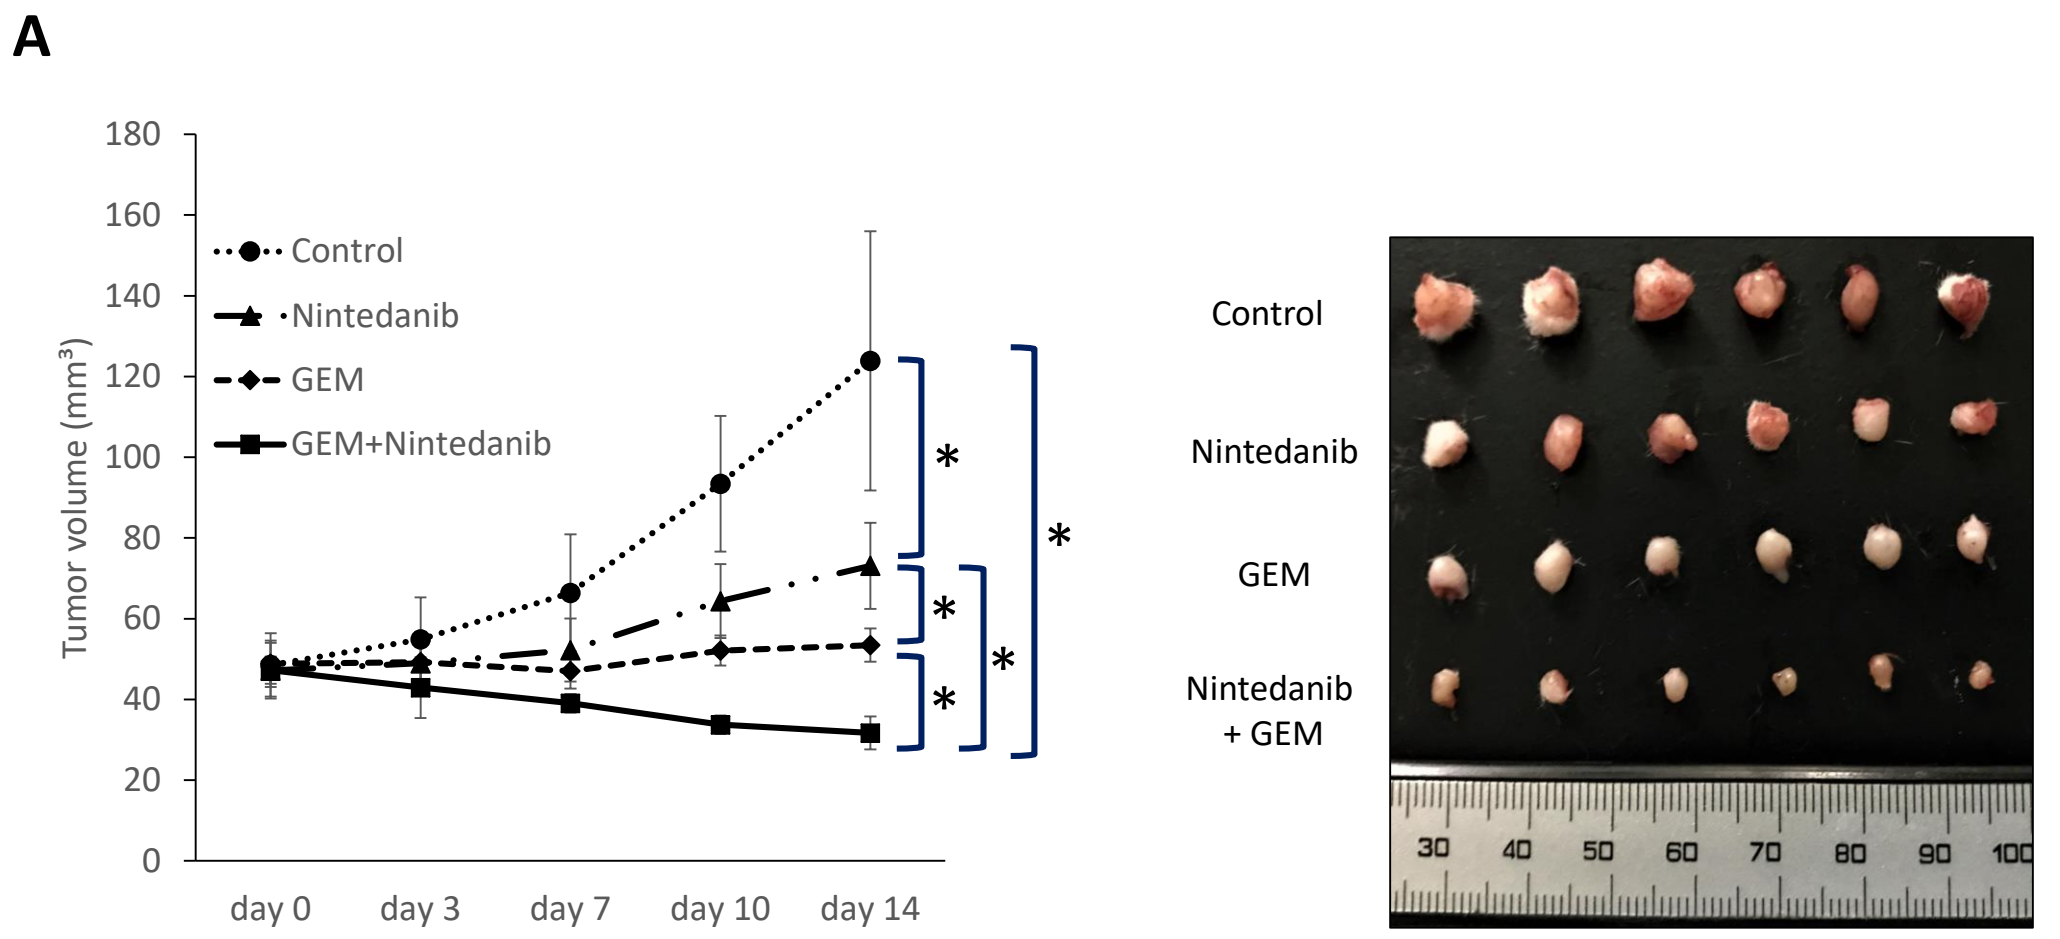 A
180
160
140
120
100
80
60
40
20
0
Tumor volume (mm³)
Control
Nintedanib
GEM
GEM+Nintedanib
*
*
*
*
*
day 0 day 3 day 7 day 10 day 14
Control
Nintedanib
GEM
Nintedanib
+ GEM
30 40 50 60 70 80 90 100